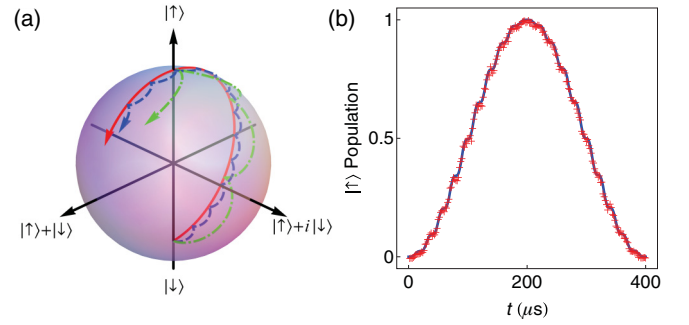 (a)
|↑⟩
|↑⟩+|↓⟩
|↑⟩+i|↓⟩
|↓⟩
(b)
|↑⟩ Population
1
0.5
0
0
200
400
t (μs)